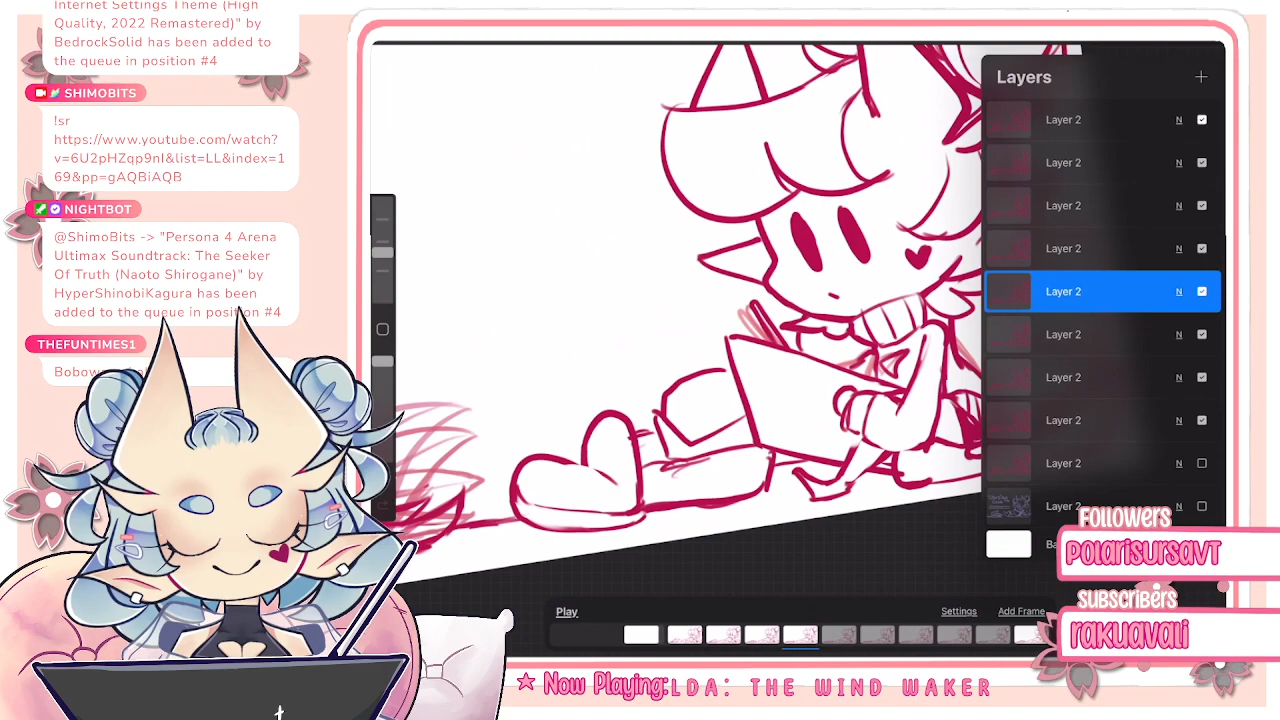 Internet Settings Theme (High
Quality, 2022 Remastered)" by
BedrockSolid has been added to
the queue in position #4
SHIMOBITS
!sr
https://www.youtube.com/watch?
v=6U2pHZqp9nI&list=LL&index=1
69&pp=gAQBiAQB
NIGHTBOT
@ShimoBits -> "Persona 4 Arena
Ultimax Soundtrack: The Seeker
Of Truth (Naoto Shirogane)" by
HyperShinobiKagura has been
added to the queue in position #4
THEFUNTIMES1
Layers
Layer 2 N
Layer 2 N
Layer 2 N
Layer 2 N
Layer 2 N
Layer 2 N
Layer 2 N
Layer 2 N
Layer 2 N
Layer 2 N
Followers
polarisursavt
subscribers
rakuavali
Play
Settings
Add Frame
Now Playing:
LDA: THE WIND WAKER